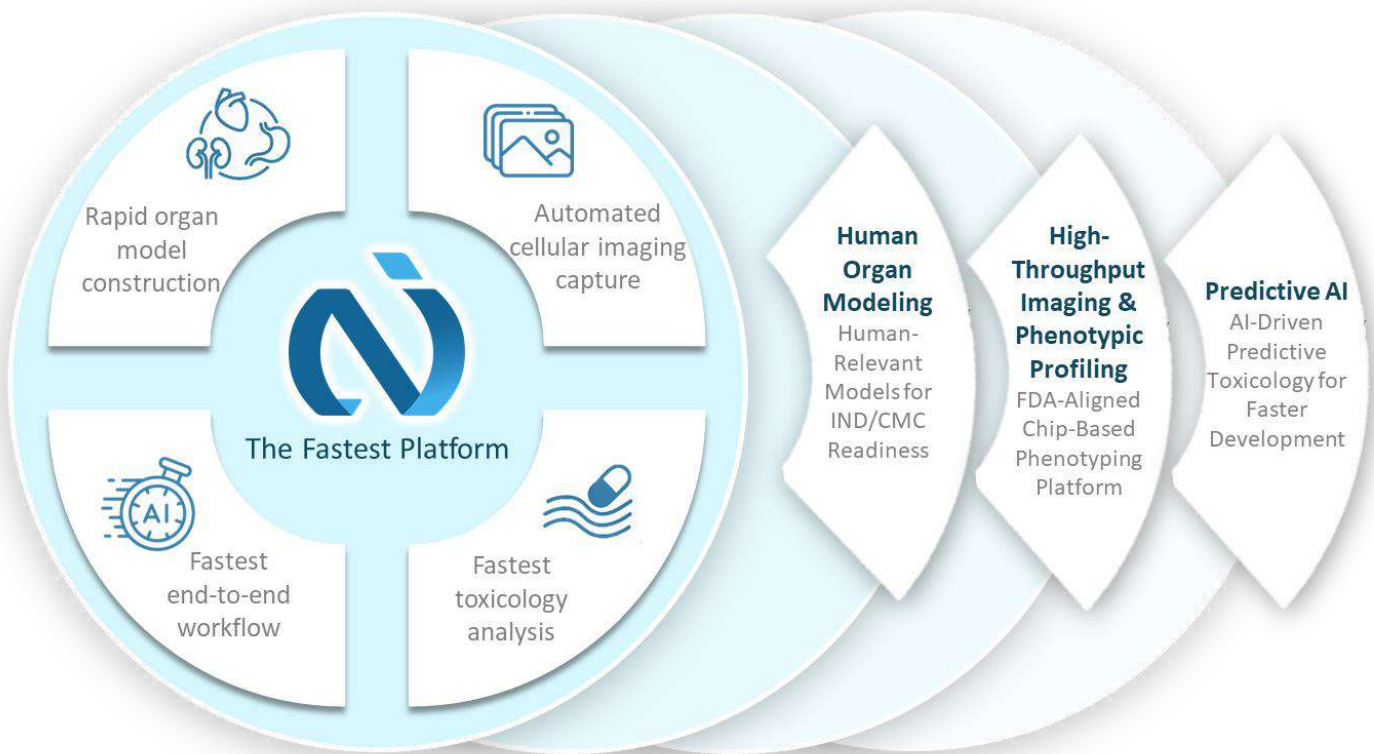 Rapid organ
model
construction
Automated
cellular imaging
capture
The Fastest Platform
AI
Fastest
end-to-end
workflow
Fastest
toxicology
analysis
Human
Organ
Modeling
Human-
Relevant
Models for
IND/CMC
Readiness
High-
Throughput
Imaging &
Phenotypic
Profiling
FDA-Aligned
Chip-Based
Phenotyping
Platform
Predictive AI
AI-Driven
Predictive
Toxicology for
Faster
Development